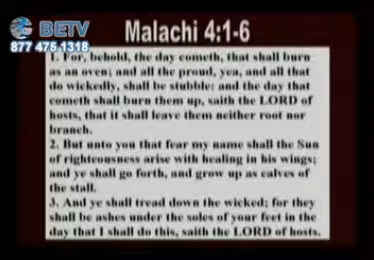 BETV
877 475 1318
Malachi 4:1-6
1. For, behold, the day cometh, that shall burn
as an oven; and all the proud, yea, and all that
do wickedly, shall be stubble: and the day that
cometh shall burn them up, saith the LORD of
hosts, that it shall leave them neither root nor
branch.
2. But unto you that fear my name shall the Sun
of righteousness arise with healing in his wings;
and ye shall go forth, and grow up as calves of
the stall.
3. And ye shall tread down the wicked; for they
shall be ashes under the soles of your feet in the
day that I shall do this, saith the LORD of hosts.